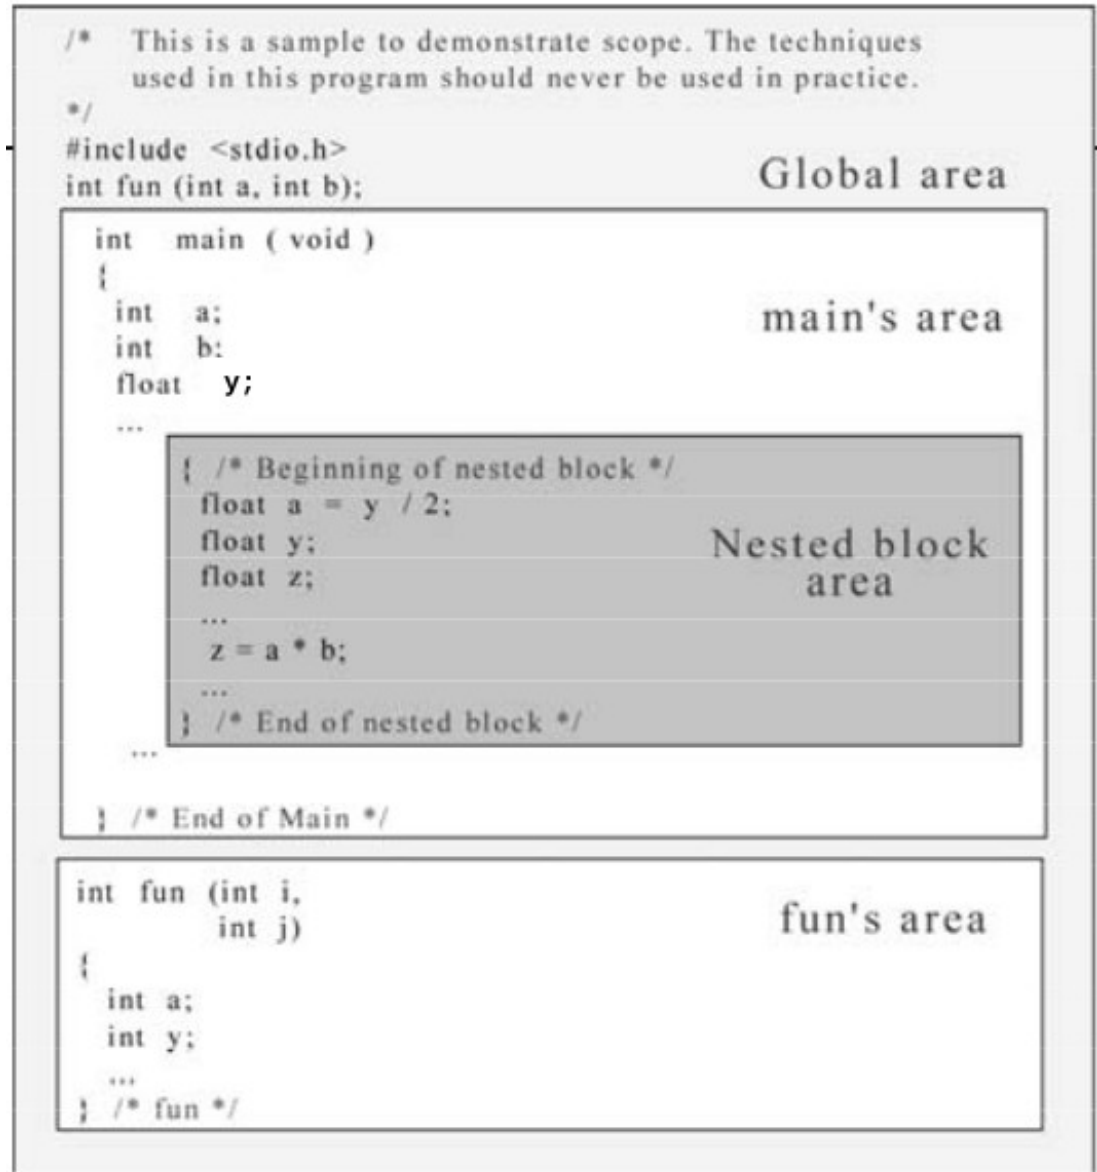 /* This is a sample to demonstrate scope. The techniques
used in this program should never be used in practice.
*/
#include <stdio.h>
int fun (int a, int b);
Global area
int main ( void )
{
main's area
int a;
int b:
float y;
...
{ /* Beginning of nested block */
float a = y / 2;
float y;
float z;
Nested block
area
...
z = a * b;
...
} /* End of nested block */
...
} /* End of Main */
int fun (int i,
int j)
fun's area
{
int a;
int y;
...
} /* fun */